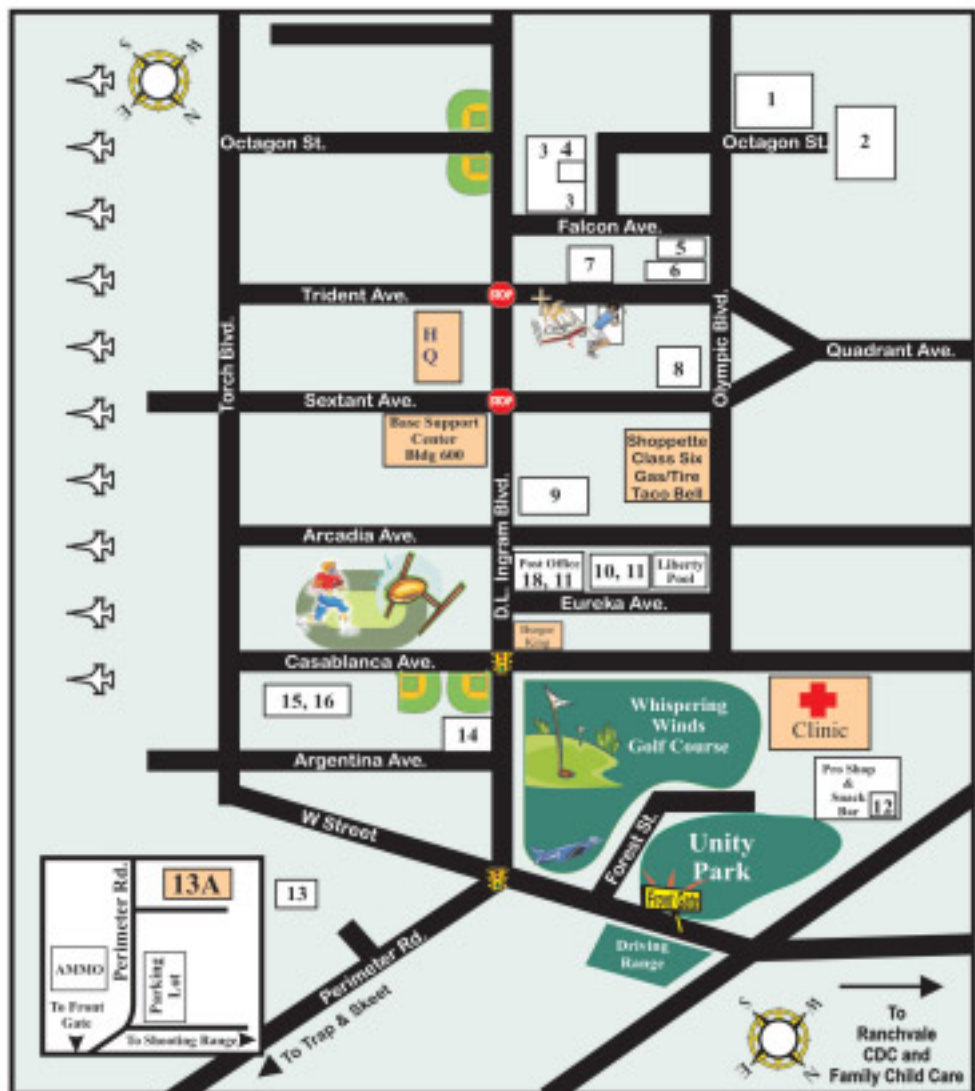 S
W
E
N
1
2
Octagon St.
3 4
3
Octagon St.
Falcon Ave.
5
6
7
Trident Ave.
STOP
H
Q
8
Quadrant Ave.
Torch Blvd.
Olympic Blvd.
Sextant Ave.
STOP
Base Support
Center
Bldg 600
Shoppette
Class Six
Gas/Tire
Taco Bell
9
D.L. Ingram Blvd.
Arcadia Ave.
Post Office
18, 11
10, 11
Liberty
Pool
Eureka Ave.
Burger
King
Casablanca Ave.
15, 16
14
Whispering
Winds
Golf Course
Clinic
Argentina Ave.
Pro Shop
&
Snack
Bar
12
W Street
Forest St.
Unity
Park
Front Gate
13A
13
Perimeter Rd.
AMMO
Parking
Lot
To Front
Gate
To Shooting Range
Perimeter Rd.
To Trap & Skeet
Driving
Range
S
W
E
N
To
Ranchvale
CDC and
Family Child Care